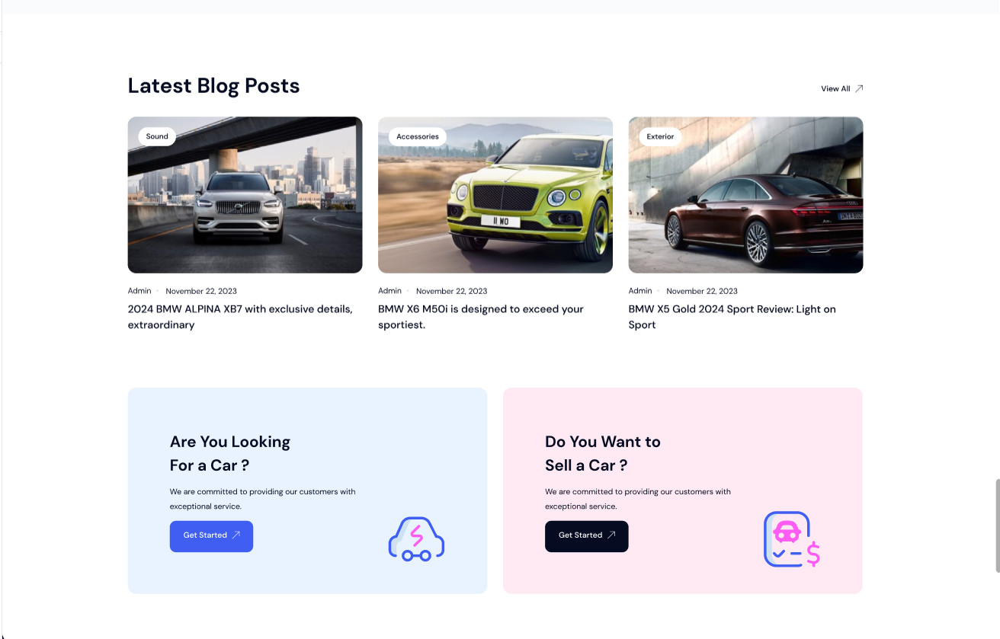 Latest Blog Posts
View All
Sound
Accessories
Exterior
II WO
Admin
November 22, 2023
2024 BMW ALPINA XB7 with exclusive details,
extraordinary
Admin
November 22, 2023
BMW X6 M50i is designed to exceed your
sportiest.
Admin
November 22, 2023
BMW X5 Gold 2024 Sport Review: Light on
Sport
Are You Looking
For a Car ?
We are committed to providing our customers with
exceptional service.
Get Started
Do You Want to
Sell a Car ?
We are committed to providing our customers with
exceptional service.
Get Started
$